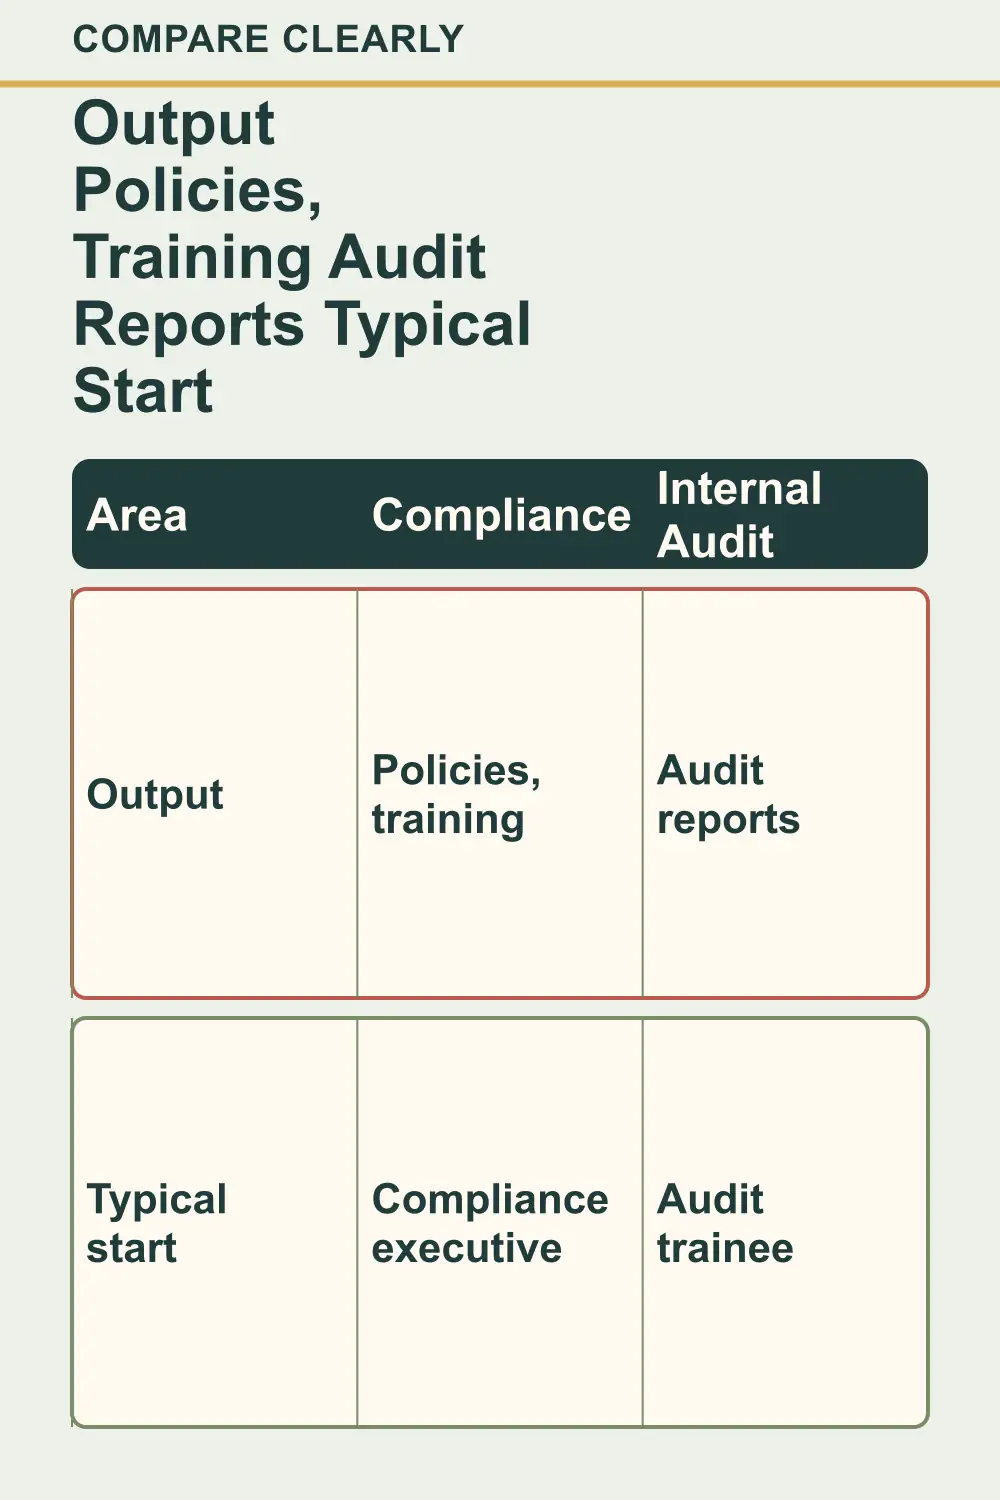 COMPARE CLEARLY
Output
Policies,
Training Audit
Reports Typical
Start
Area
Compliance
Internal
Audit
Output
Policies,
training
Audit
reports
Typical
start
Compliance
executive
Audit
trainee